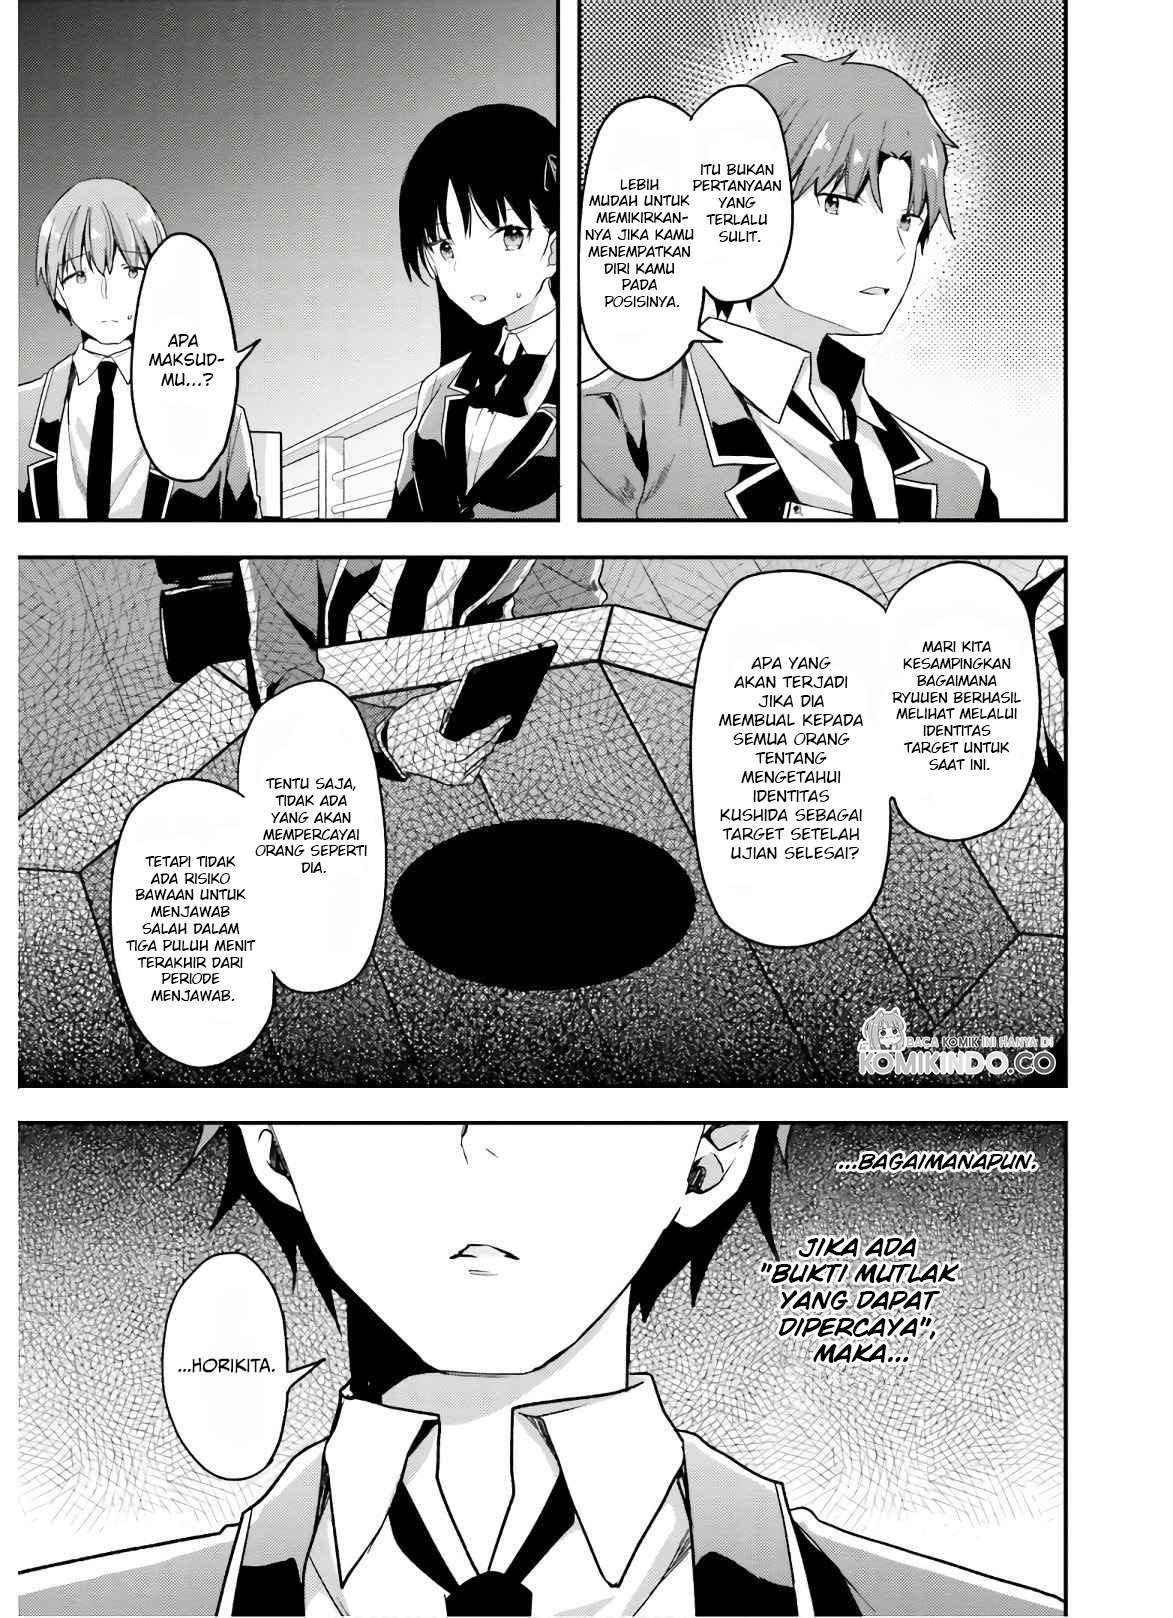 ITU BUKAN
PERTANYAAN
YANG
TERLALU
SULIT.
LEBIH
MUDAH UNTUK
MEMIKIRKAN-
NYA JIKA KAMU
MENEMPATKAN
DIRI KAMU
PADA
POSISINYA.
APA
MAKSUD-
MU...?
MARI KITA
KESAMPINGKAN
BAGAIMANA
RYUUEN BERHASIL
MELIHAT MELALUI
IDENTITAS
TARGET UNTUK
SAAT INI.
APA YANG
AKAN TERJADI
JIKA DIA
MEMBUAL KEPADA
SEMUA ORANG
TENTANG
MENGETAHUI
IDENTITAS
KUSHIDA SEBAGAI
TARGET SETELAH
UJIAN SELESAI?
TENTU SAJA,
TIDAK ADA
YANG AKAN
MEMPERCAYAI
ORANG SEPERTI
DIA.
TETAPI TIDAK
ADA RISIKO
BAWAAN UNTUK
MENJAWAB
SALAH DALAM
TIGA PULUH MENIT
TERAKHIR DARI
PERIODE
MENJAWAB.
BACA KOMIK INI HANYA DI
KOMIKINDO.CO
...BAGAIMANAPUN.
JIKA ADA
"BUKTI MUTLAK
YANG DAPAT
DIPERCAYA",
MAKA...
...HORIKITA.